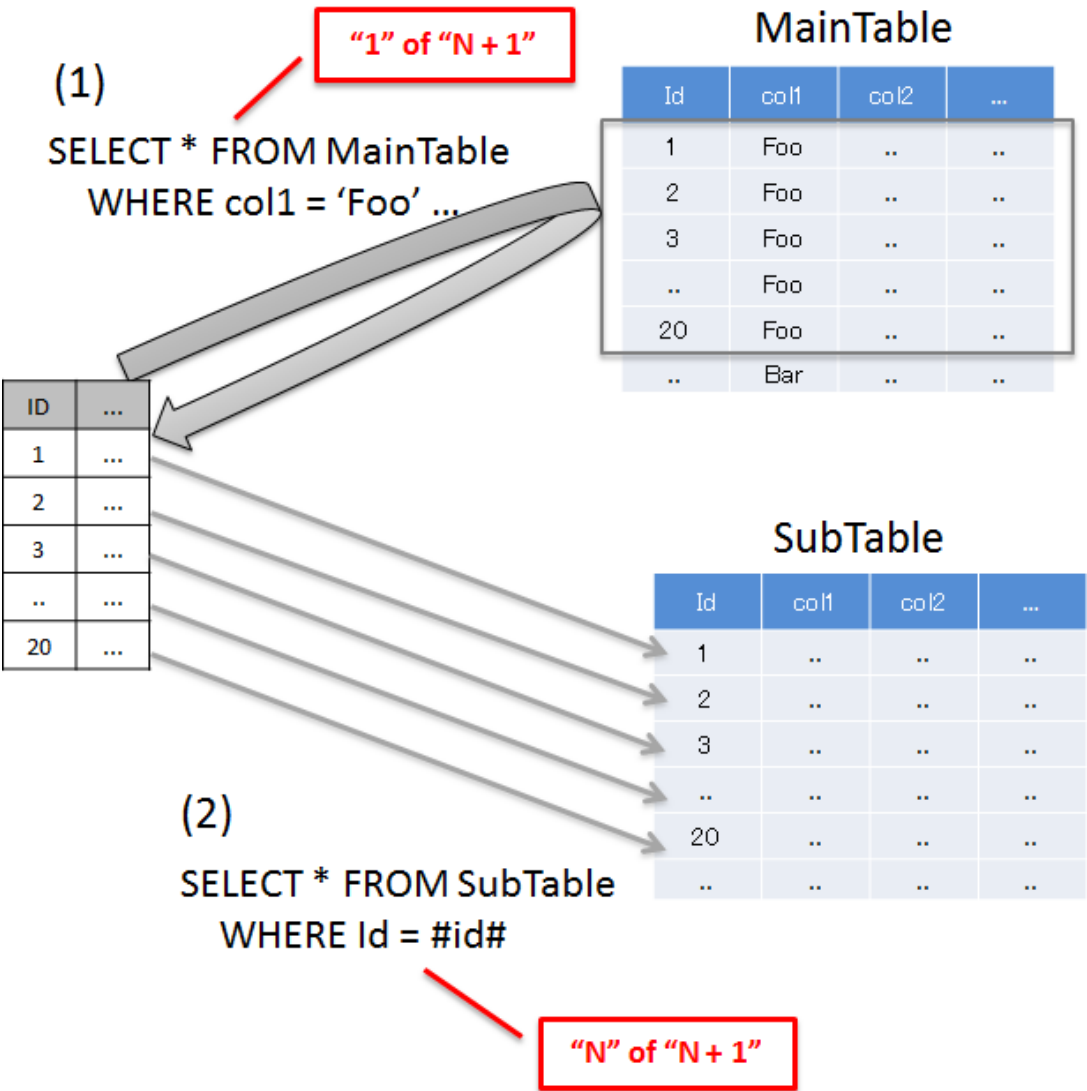 “1” of “N + 1”
MainTable
(1)
SELECT * FROM MainTable
WHERE col1 = ‘Foo’ ...
Id col1 col2 ...
1 Foo .. ..
2 Foo .. ..
3 Foo .. ..
.. Foo .. ..
20 Foo .. ..
.. Bar .. ..
ID ...
1 ...
2 ...
3 ...
.. ...
20 ...
SubTable
Id col1 col2 ...
1 .. .. ..
2 .. .. ..
3 .. .. ..
.. .. .. ..
20 .. .. ..
.. .. .. ..
(2)
SELECT * FROM SubTable
WHERE Id = #id#
“N” of “N + 1”